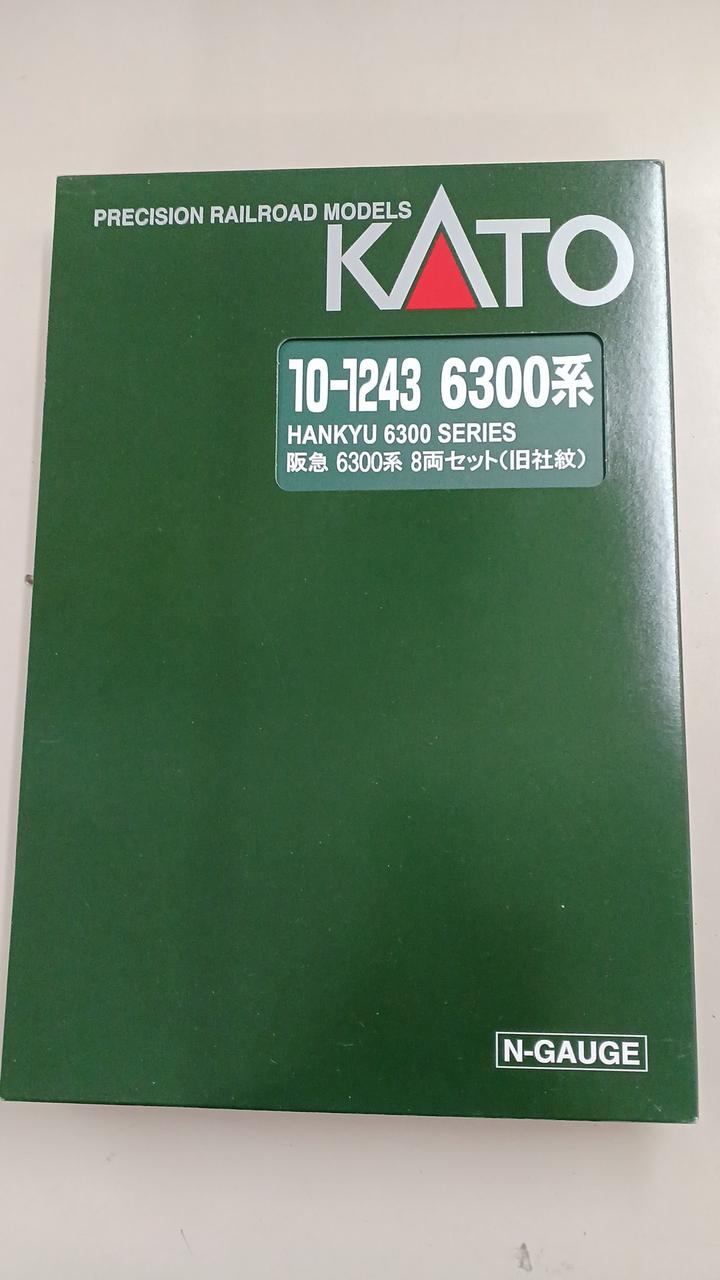 PRECISION RAILROAD MODELS
KATO
10-1243 6300系
HANKYU 6300 SERIES
阪急 6300系 8両セット(旧社紋)
N-GAUGE